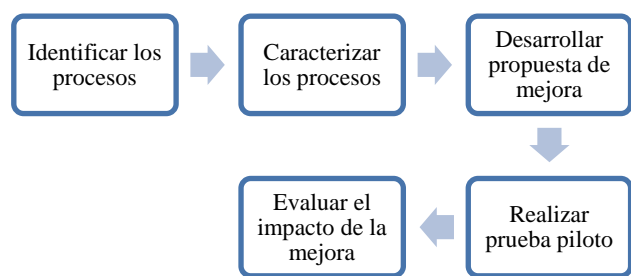 Identificar los
procesos
Caracterizar
los procesos
Desarrollar
propuesta de
mejora
Realizar
prueba piloto
Evaluar el
impacto de la
mejora